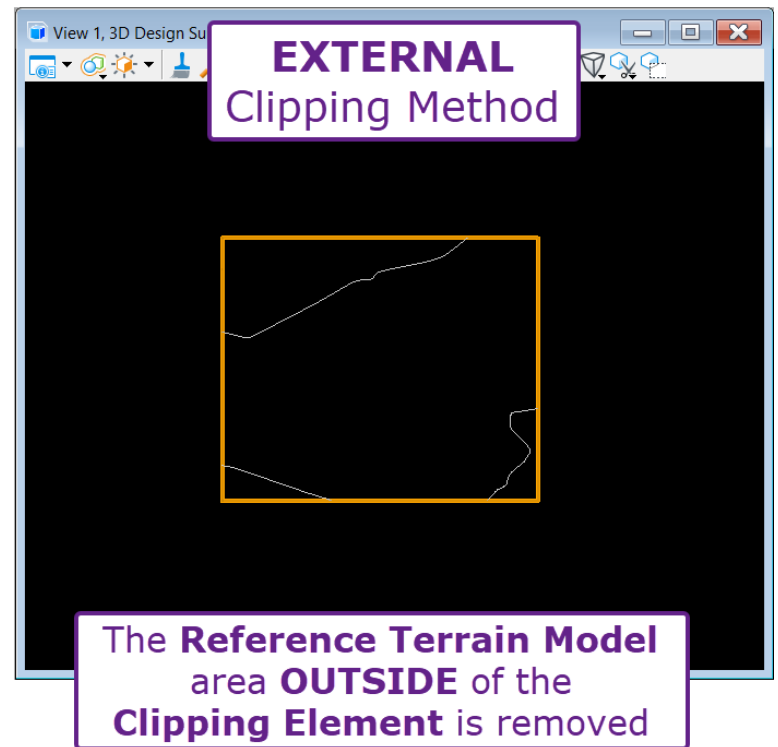 View 1, 3D Design Su
EXTERNAL
Clipping Method
The Reference Terrain Model
area OUTSIDE of the
Clipping Element is removed